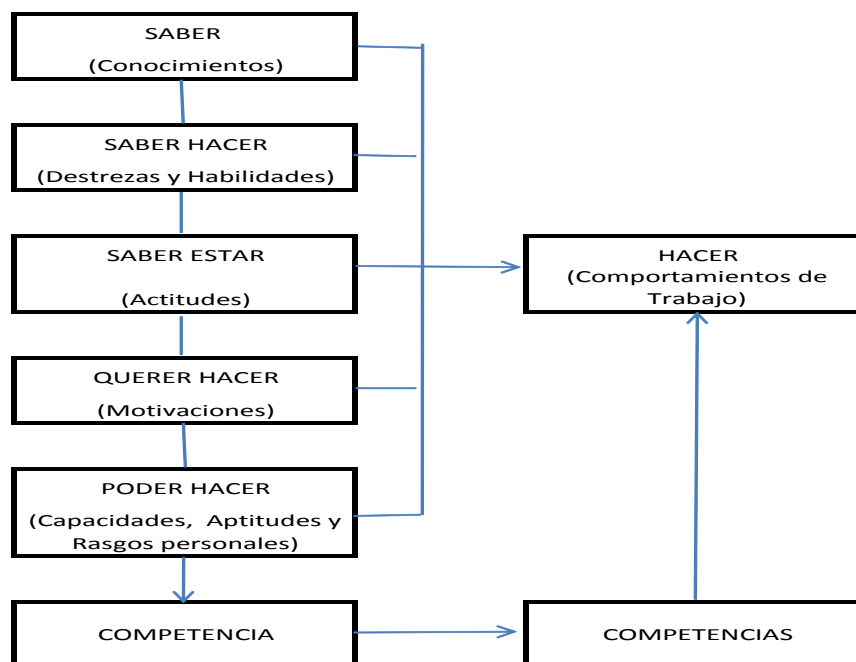 SABER
(Conocimientos)
SABER HACER
(Destrezas y Habilidades)
SABER ESTAR
(Actitudes)
HACER
(Comportamientos de
Trabajo)
QUERER HACER
(Motivaciones)
PODER HACER
(Capacidades, Aptitudes y
Rasgos personales)
COMPETENCIA
COMPETENCIAS